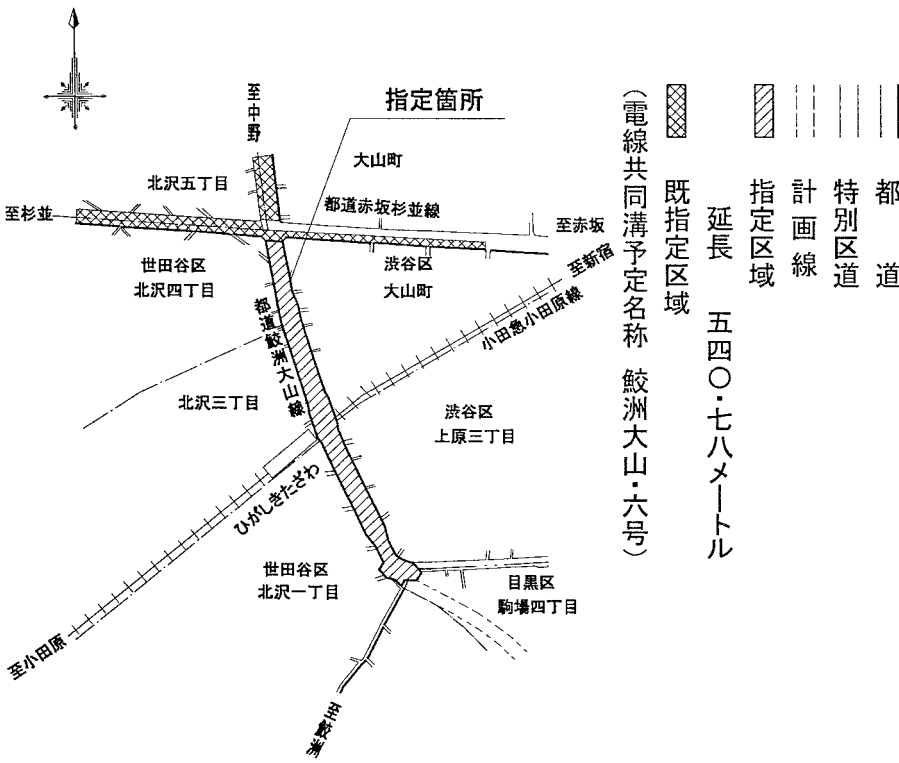 都道
特別区道
計画線
指定区域
延長 五四〇・七八メートル
既指定区域
(電線共同溝予定名称 鮫洲大山・六号)
指定箇所
至中野
大山町
北沢五丁目
都道赤坂杉並線
至杉並
至赤坂
世田谷区
北沢四丁目
渋谷区
大山町
至新宿
小田急小田原線
都道鮫洲大山線
北沢三丁目
渋谷区
上原三丁目
ひがしきたざわ
世田谷区
北沢一丁目
目黒区
駒場四丁目
至小田原
至鮫洲